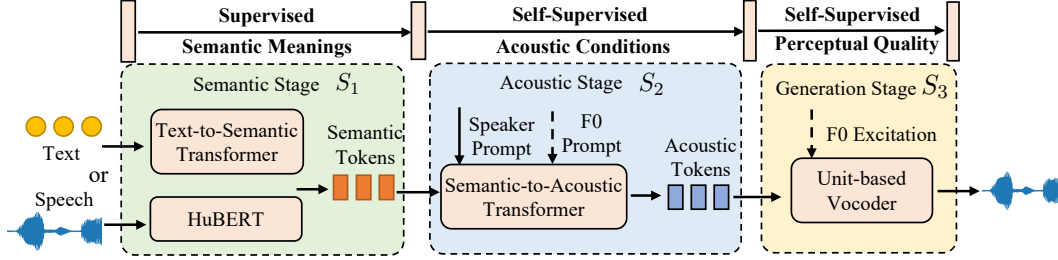 Supervised
Semantic Meanings
Self-Supervised
Acoustic Conditions
Self-Supervised
Perceptual Quality
Semantic Stage S₁
Text
or
Speech
Text-to-Semantic
Transformer
HuBERT
Semantic
Tokens
Acoustic Stage S₂
Speaker
Prompt
F0
Prompt
Semantic-to-Acoustic
Transformer
Acoustic
Tokens
Generation Stage S₃
F0 Excitation
Unit-based
Vocoder